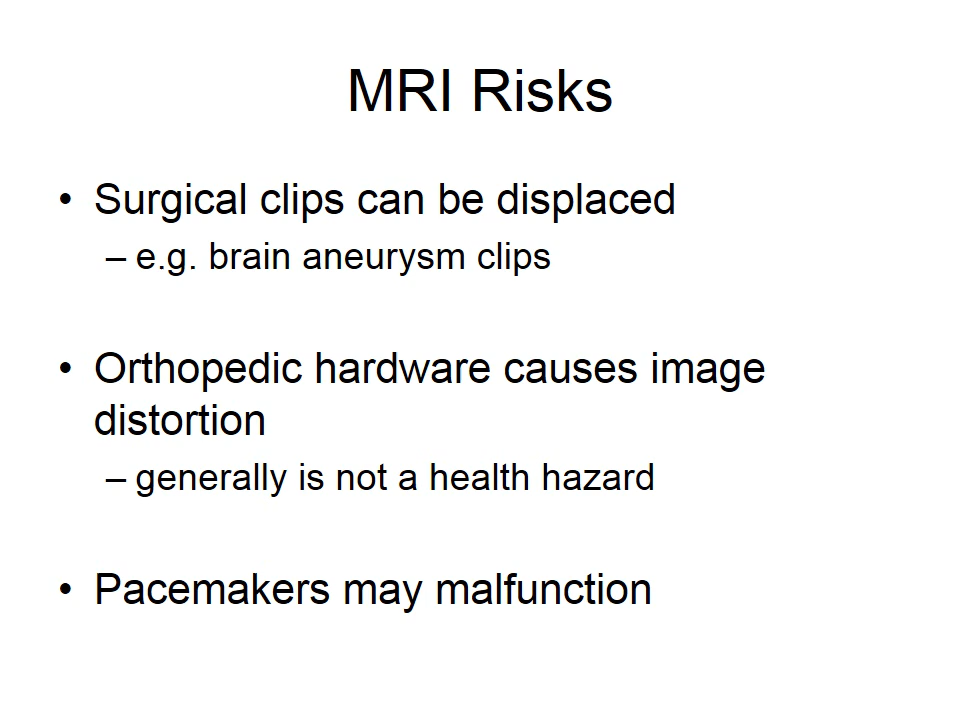 MRI Risks
• Surgical clips can be displaced
– e.g. brain aneurysm clips
• Orthopedic hardware causes image
distortion
– generally is not a health hazard
• Pacemakers may malfunction